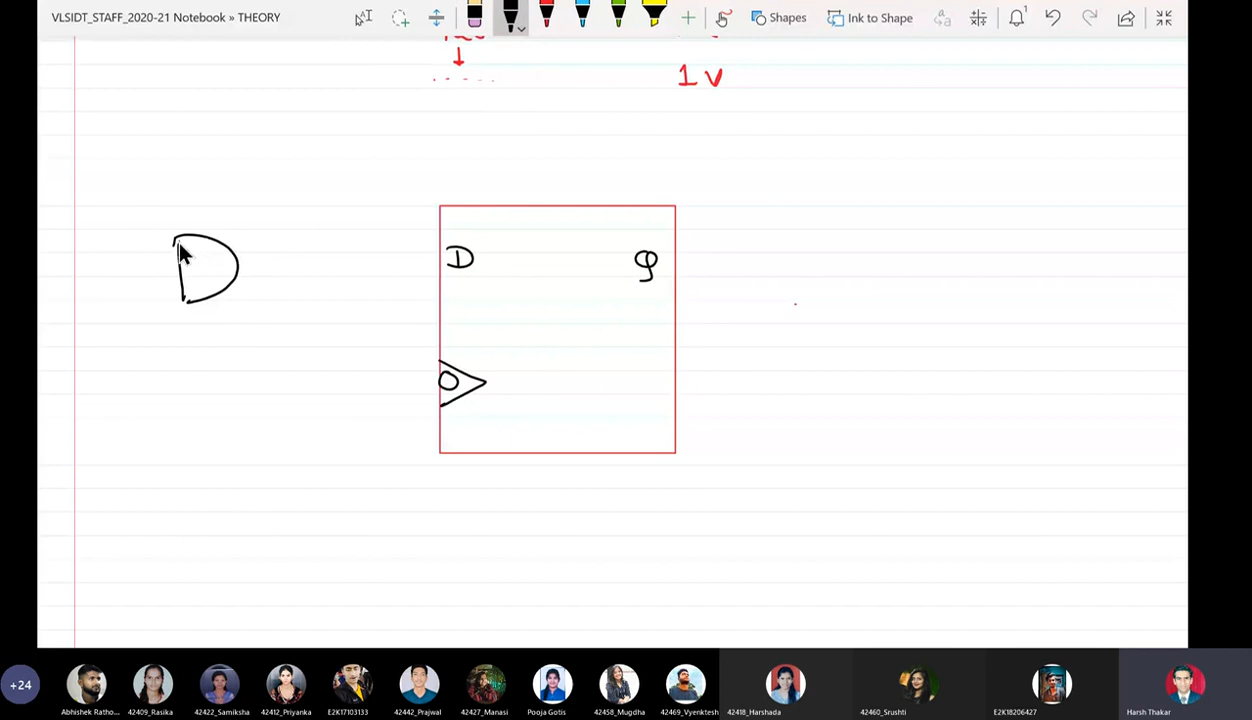 VLSIDT_STAFF_2020-21 Notebook » THEORY
Shapes
Ink to Shape
1 V
D Q
+24
Abhishek Ratho...
42409_Rasika
42422_Samiksha
42412_Priyanka
E2K17103133
42442_Prajwal
42427_Manasi
Pooja Gotis
42458_Mugdha
42469_Vyenktesh
42418_Harshada
42460_Srushti
E2K18206427
Harsh Thakar